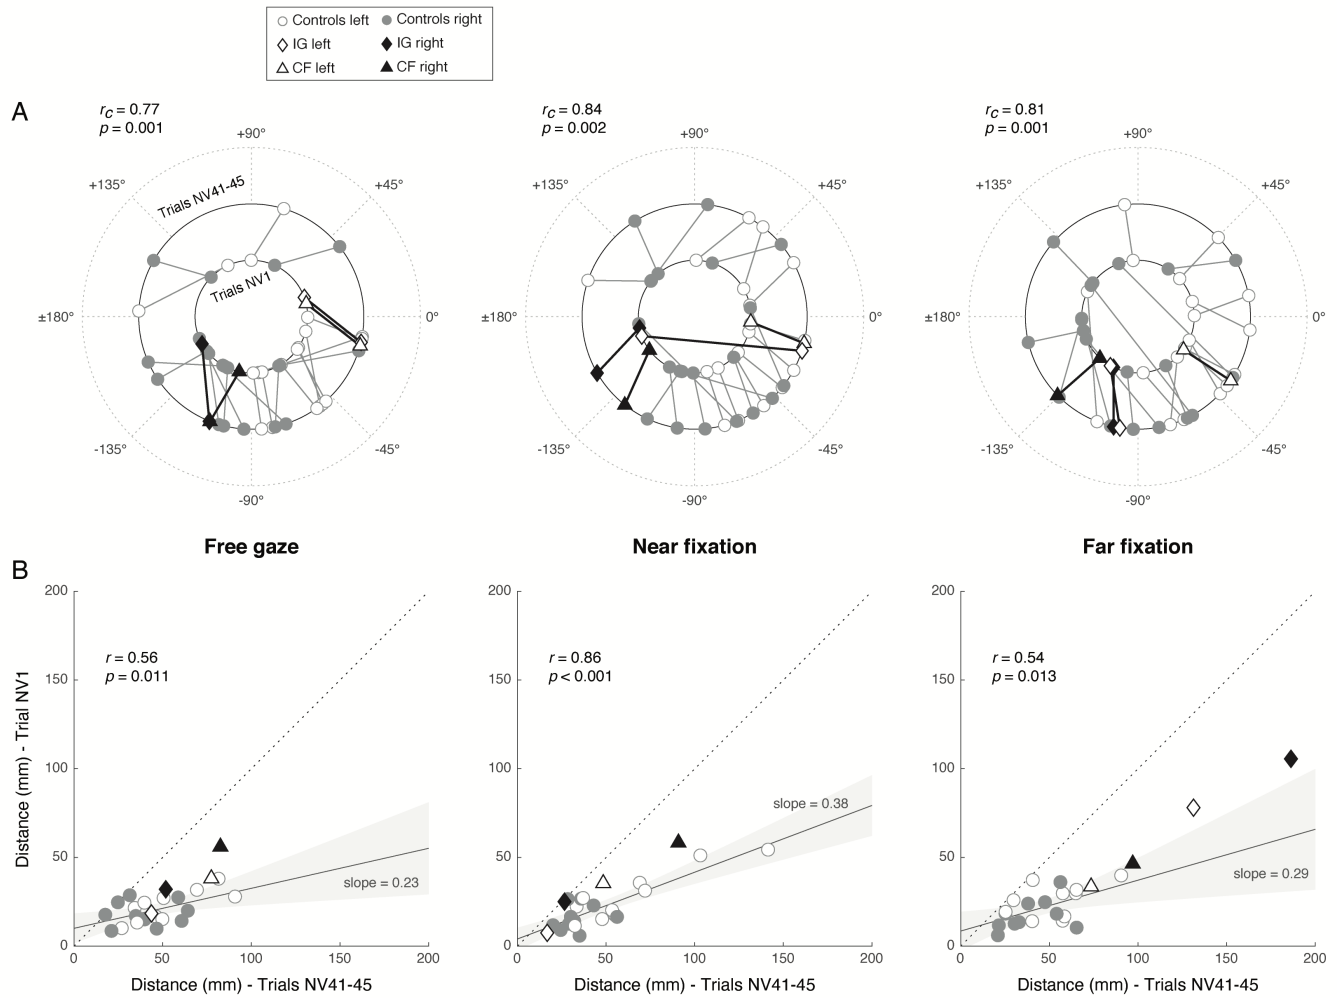 Controls left Controls right
IG left IG right
CF left CF right
A
rc = 0.77
p = 0.001
+90°
+135°
+45°
Trials NV41-45
Trials NV1
±180°
0°
-135°
-45°
-90°
Free gaze
rc = 0.84
p = 0.002
+90°
+135°
+45°
±180°
0°
-135°
-45°
-90°
Near fixation
rc = 0.81
p = 0.001
+90°
+135°
+45°
±180°
0°
-135°
-45°
-90°
Far fixation
B
Distance (mm) - Trial NV1
200
150
100
50
0
r = 0.56
p = 0.011
slope = 0.23
0 50 100 150 200
Distance (mm) - Trials NV41-45
200
150
100
50
0
r = 0.86
p < 0.001
slope = 0.38
0 50 100 150 200
Distance (mm) - Trials NV41-45
200
150
100
50
0
r = 0.54
p = 0.013
slope = 0.29
0 50 100 150 200
Distance (mm) - Trials NV41-45